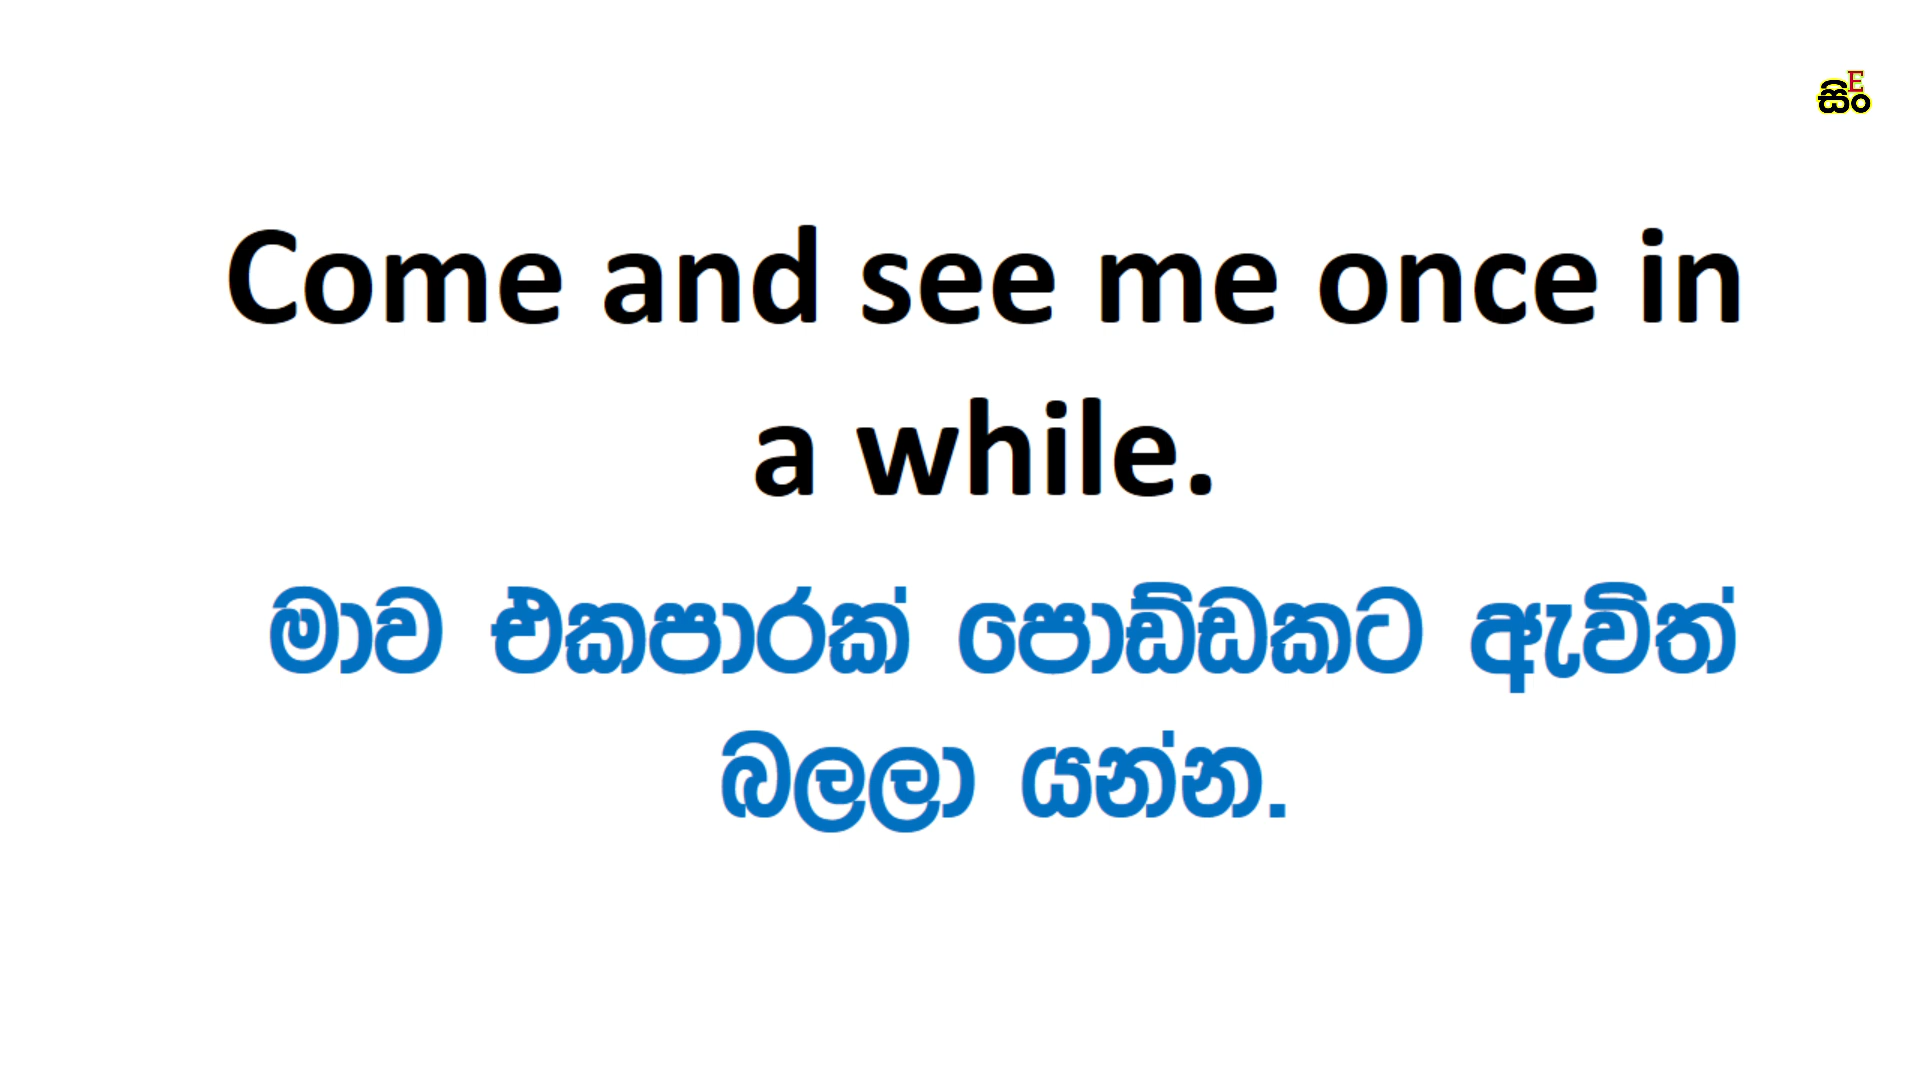 සිං
E
Come and see me once in
a while.
මාව එකපාරක් පොඩ්ඩකට ඇවිත්
බලලා යන්න.